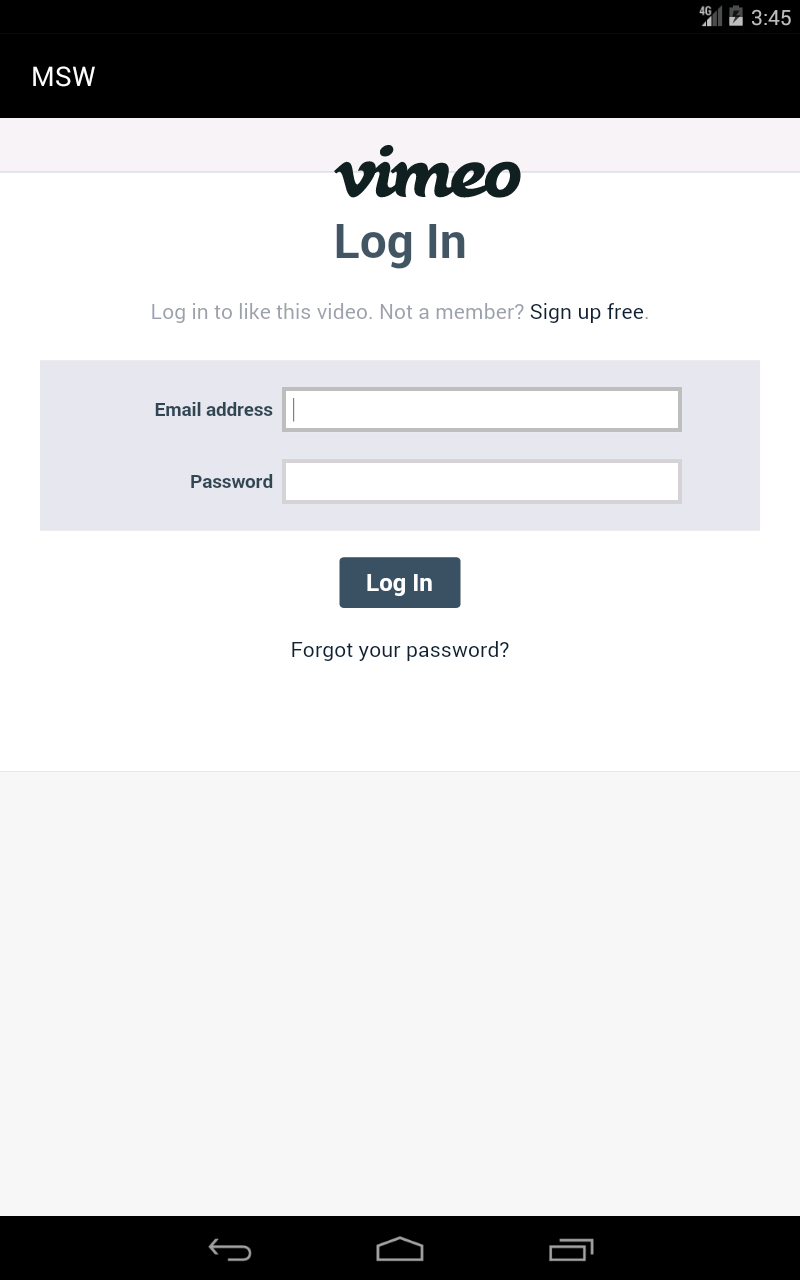 4G 3:45
MSW
vimeo
Log In
Log in to like this video. Not a member? Sign up free.
Email address
Password
Log In
Forgot your password?